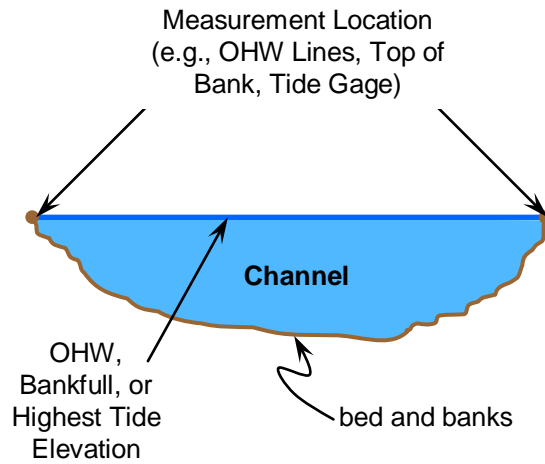 Measurement Location
(e.g., OHW Lines, Top of
Bank, Tide Gage)
Channel
OHW,
Bankfull, or
Highest Tide
Elevation
bed and banks